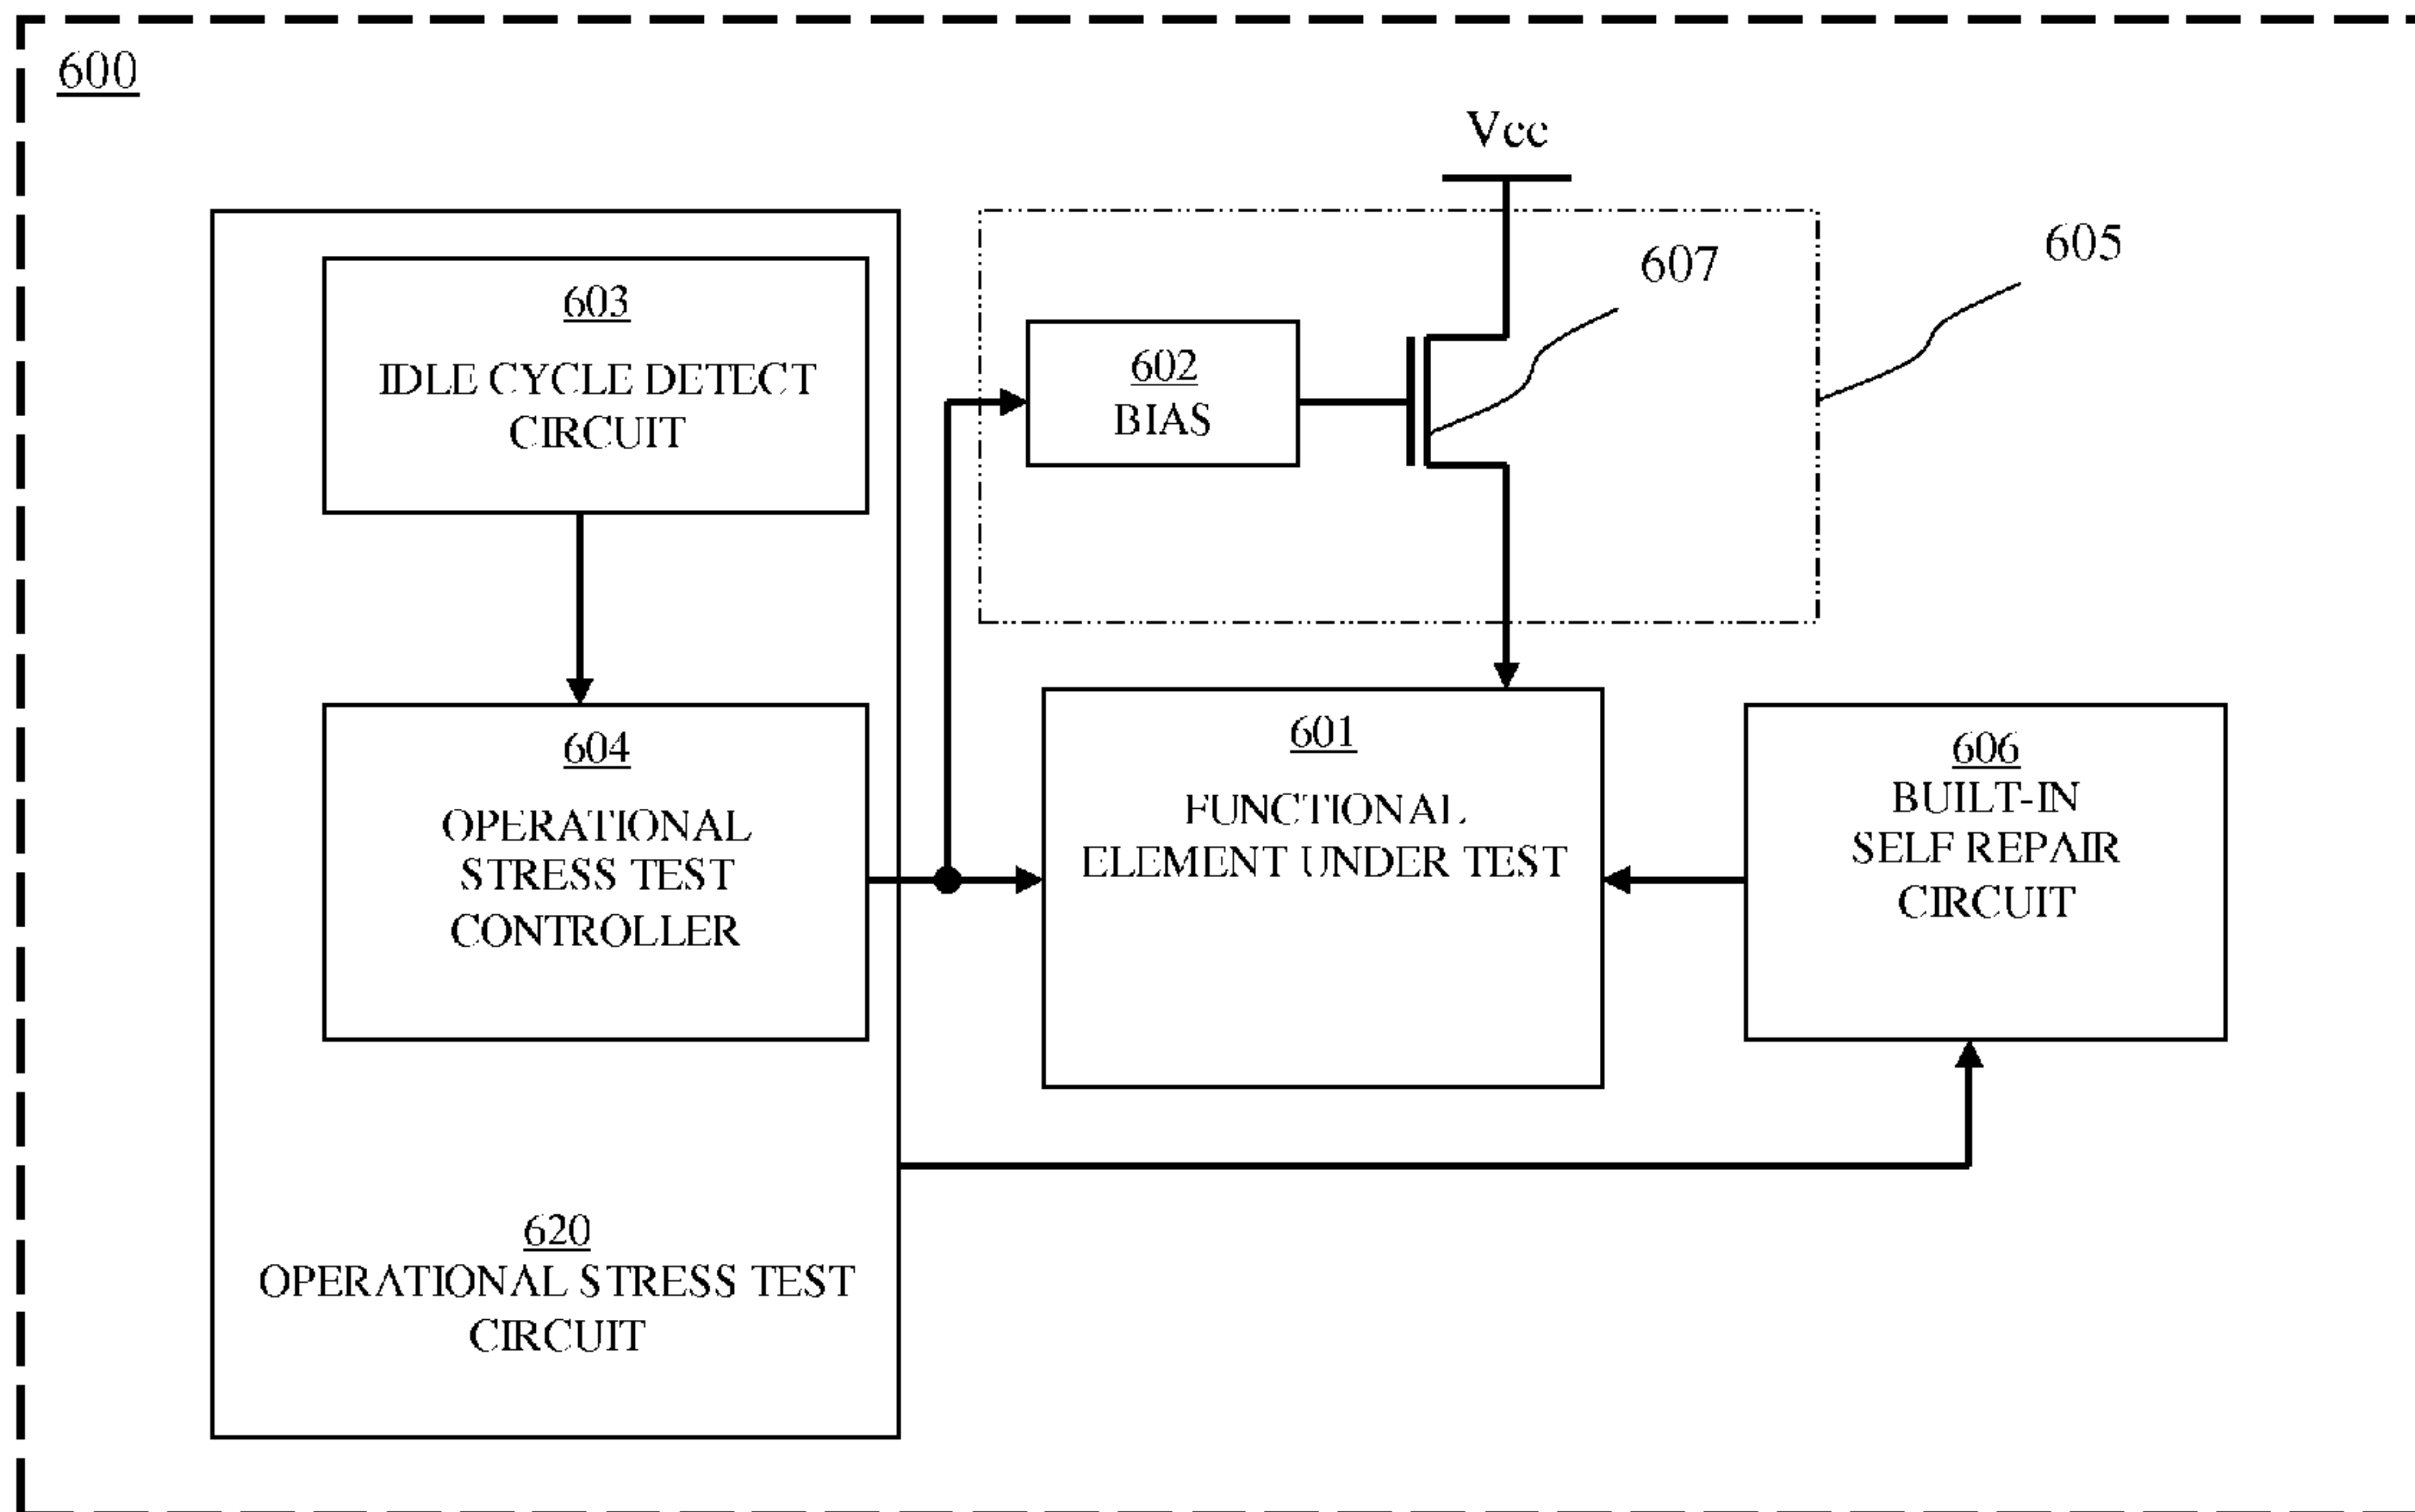 600
Vcc
605
607
603
IDLE CYCLE DETECT
CIRCUIT
602
BIAS
604
OPERATIONAL
STRESS TEST
CONTROLLER
601
FUNCTIONAL
ELEMENT UNDER TEST
606
BUILT-IN
SELF REPAIR
CIRCUIT
620
OPERATIONAL STRESS TEST
CIRCUIT